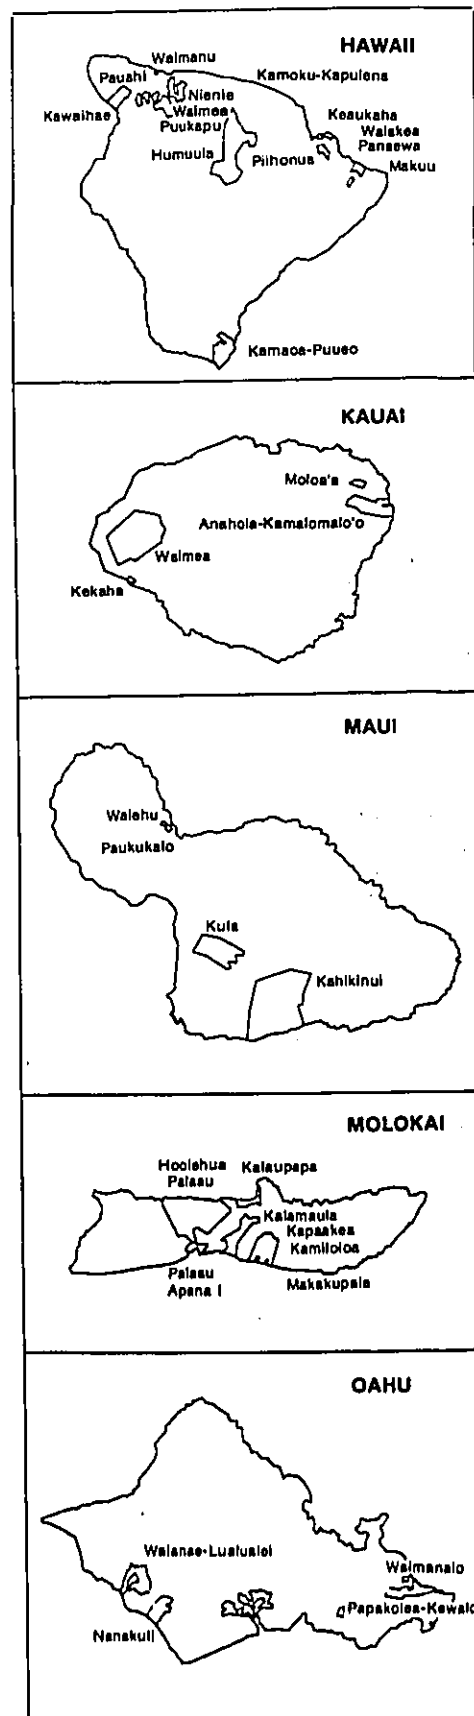 HAWAII
Waimanu
Pauahi
Kamoku-Kapulena
Nienie
Kawaihae
Waimea
Puukapu
Keaukaha
Waiakea
Panaewa
Humuula
Piihonua
Makuu
Kamaoa-Puueo
KAUAI
Moloa'a
Anahola-Kamalomalo'o
Waimea
Kekaha
MAUI
Waiehu
Paukukalo
Kula
Kahikinui
MOLOKAI
Hoolehua
Palaau
Kalaupapa
Kalamaula
Kapaakea
Kamiloloa
Palaau
Apana I
Makakupaia
OAHU
Waianae-Lualualei
Waimanalo
Papakolea-Kewalo
Nanakuli